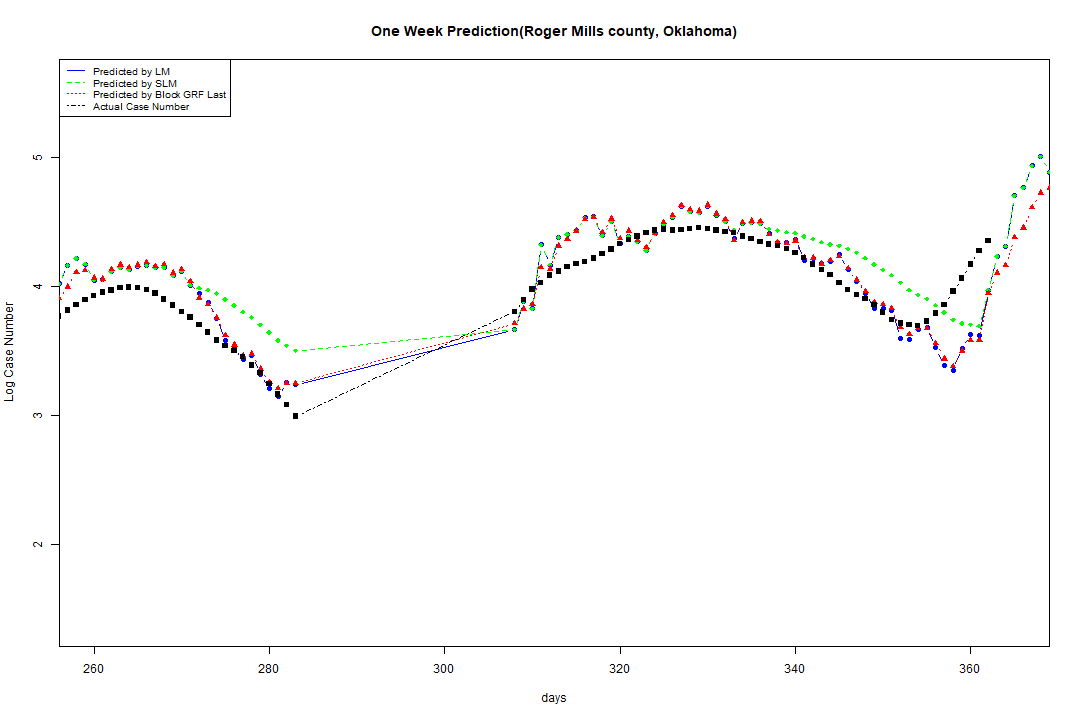 One Week Prediction(Roger Mills county, Oklahoma)
Predicted by LM
Predicted by SLM
Predicted by Block GRF Last
Actual Case Number
5
4
3
2
Log Case Number
260 280 300 320 340 360
days